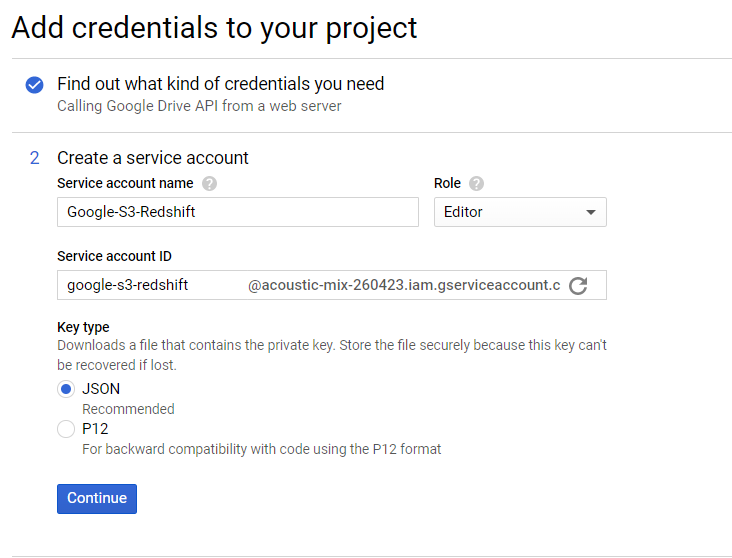 Add credentials to your project
Find out what kind of credentials you need
Calling Google Drive API from a web server
2 Create a service account
Service account name ? Role ?
Google-S3-Redshift Editor
Service account ID
google-s3-redshift @acoustic-mix-260423.iam.gserviceaccount.c
Key type
Downloads a file that contains the private key. Store the file securely because this key can't
be recovered if lost.
JSON
Recommended
P12
For backward compatibility with code using the P12 format
Continue